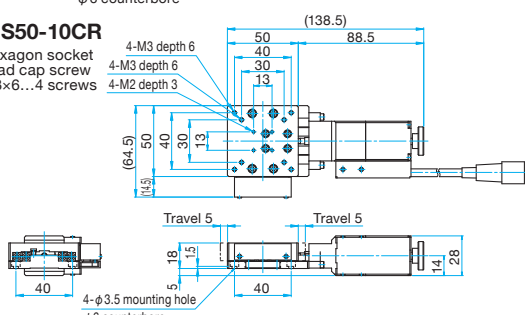 S50-10CR
xagon socket
ad cap screw
×6…4 screws
4-M3 depth 6
4-M3 depth 6
4-M2 depth 3
(138.5)
50
88.5
40
30
13
(64.5)
50
40
30
13
(14.5)
Travel 5
Travel 5
18
1.5
5
40
40
14
28
4-φ3.5 mounting hole